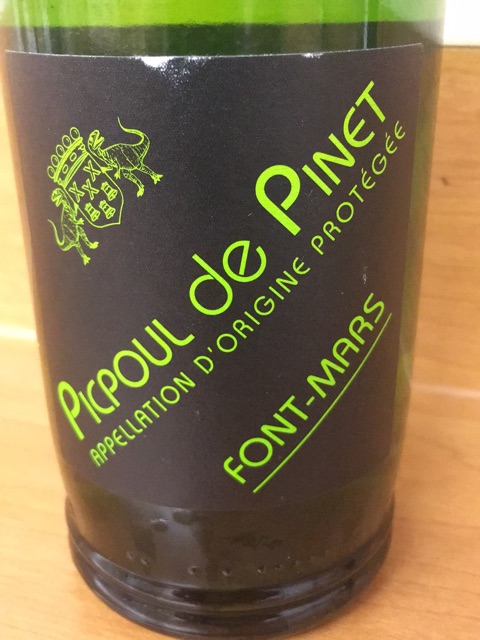 Picpoul de Pinet
APPELLATION D'ORIGINE PROTÉGÉE
FONT-MARS